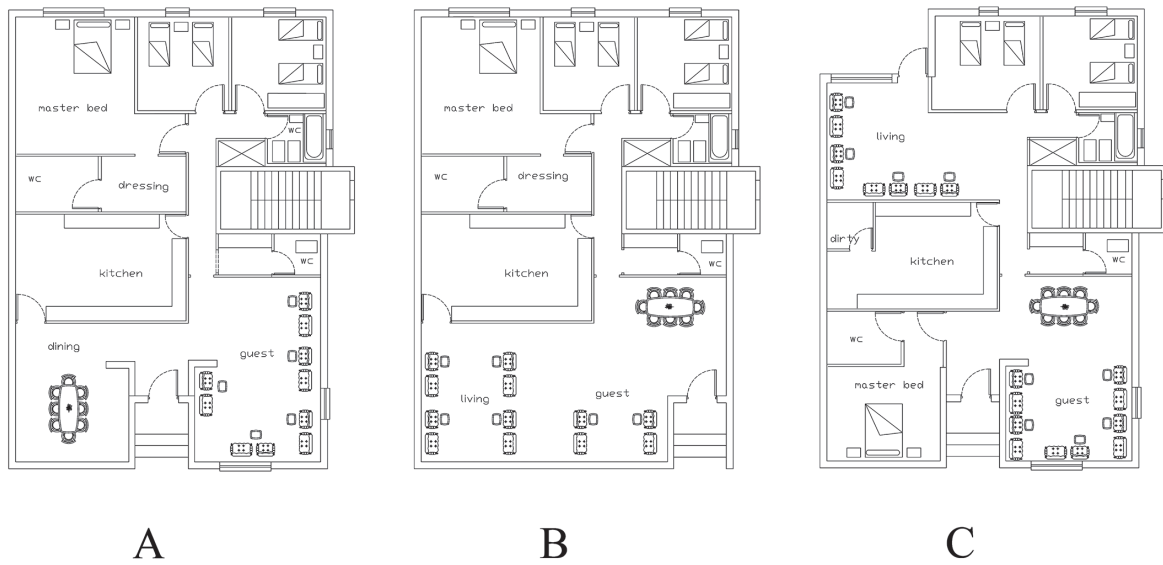 master bed
wc
wc
dressing
kitchen
wc
dining
guest
master bed
wc
dressing
kitchen
wc
living
guest
living
dirty
kitchen
wc
wc
master bed
guest
A
B
C